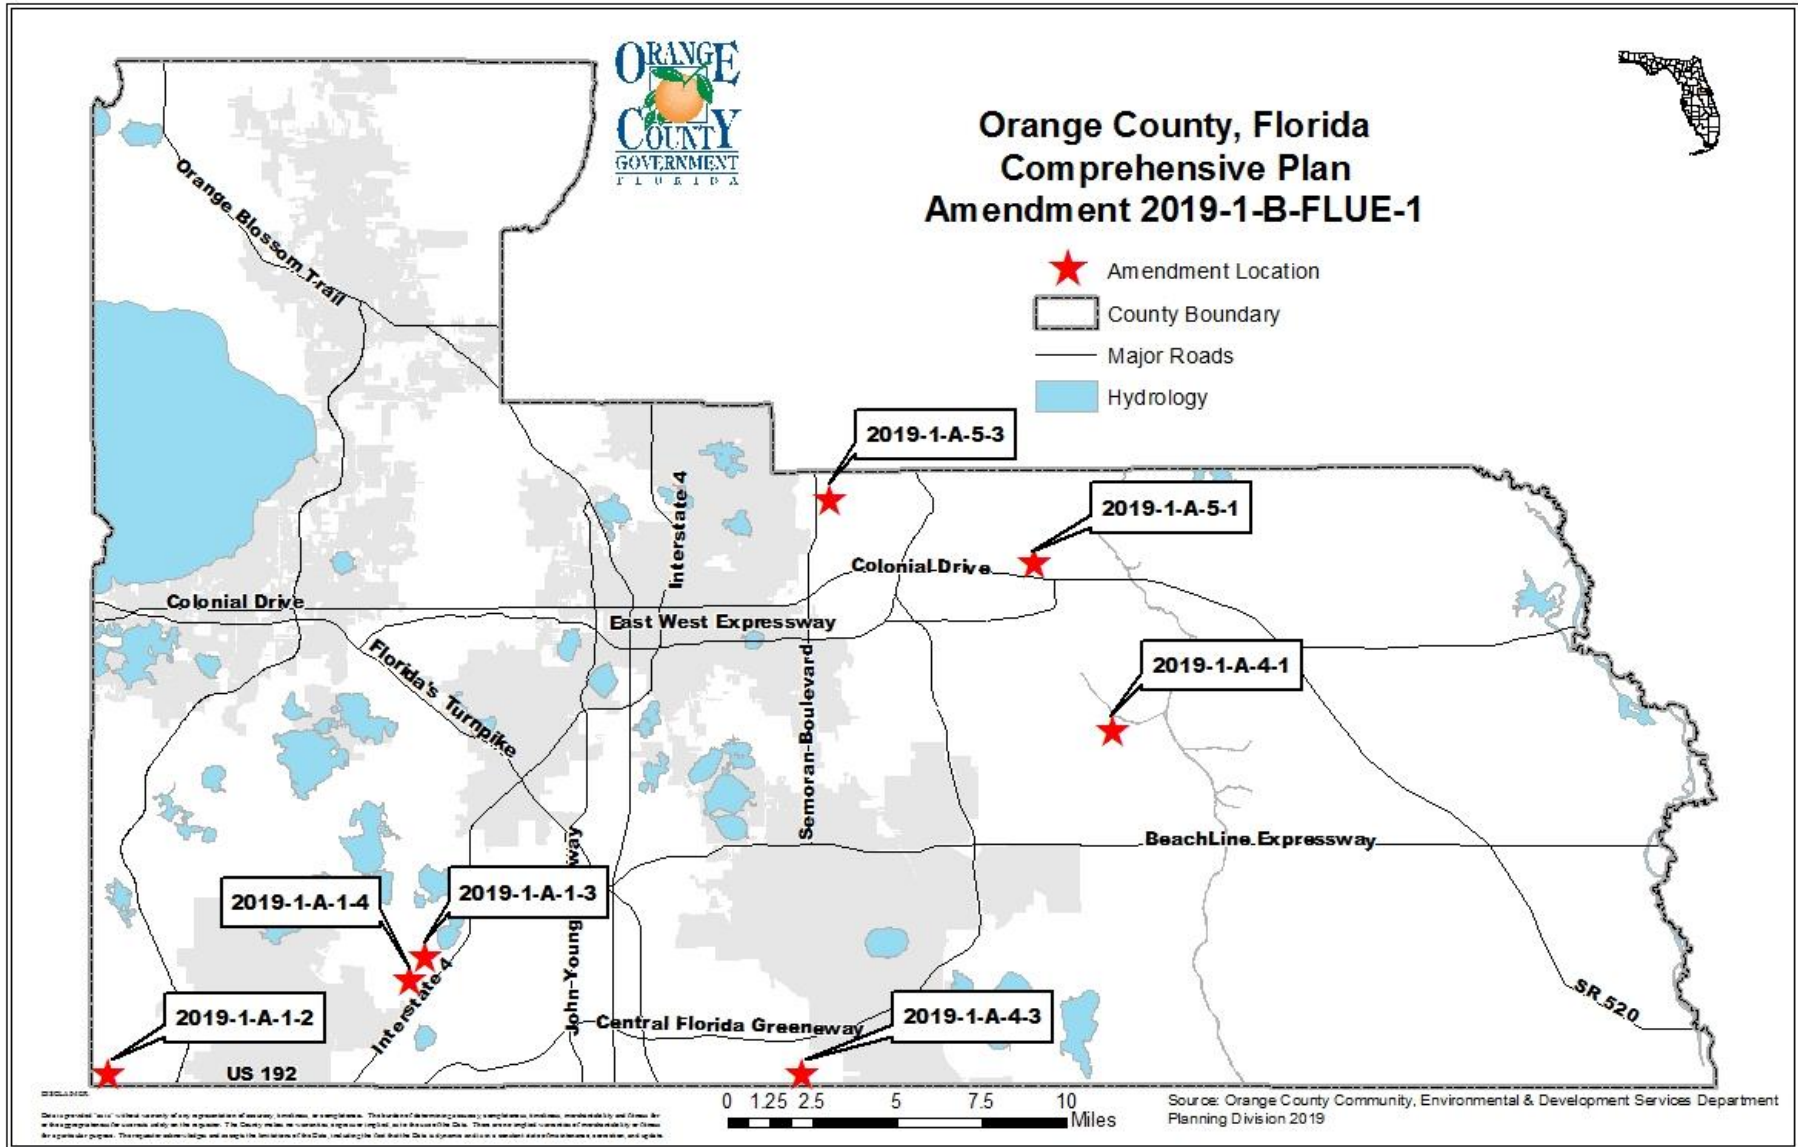 ORANGE
COUNTY
GOVERNMENT
FLORIDA
Orange County, Florida
Comprehensive Plan
Amendment 2019-1-B-FLUE-1
Amendment Location
County Boundary
Major Roads
Hydrology
Orange Blossom Trail
2019-1-A-5-3
2019-1-A-5-1
Interstate 4
Colonial Drive
Colonial Drive
East West Expressway
2019-1-A-4-1
Florida's Turnpike
Semoran Boulevard
BeachLine Expressway
2019-1-A-1-4
2019-1-A-1-3
John Young way
Interstate 4
SR 520
2019-1-A-1-2
Central Florida Greeneway
2019-1-A-4-3
US 192
DISCLAIMER:
0 1.25 2.5 5 7.5 10
Miles
Source: Orange County Community, Environmental & Development Services Department
Planning Division 2019